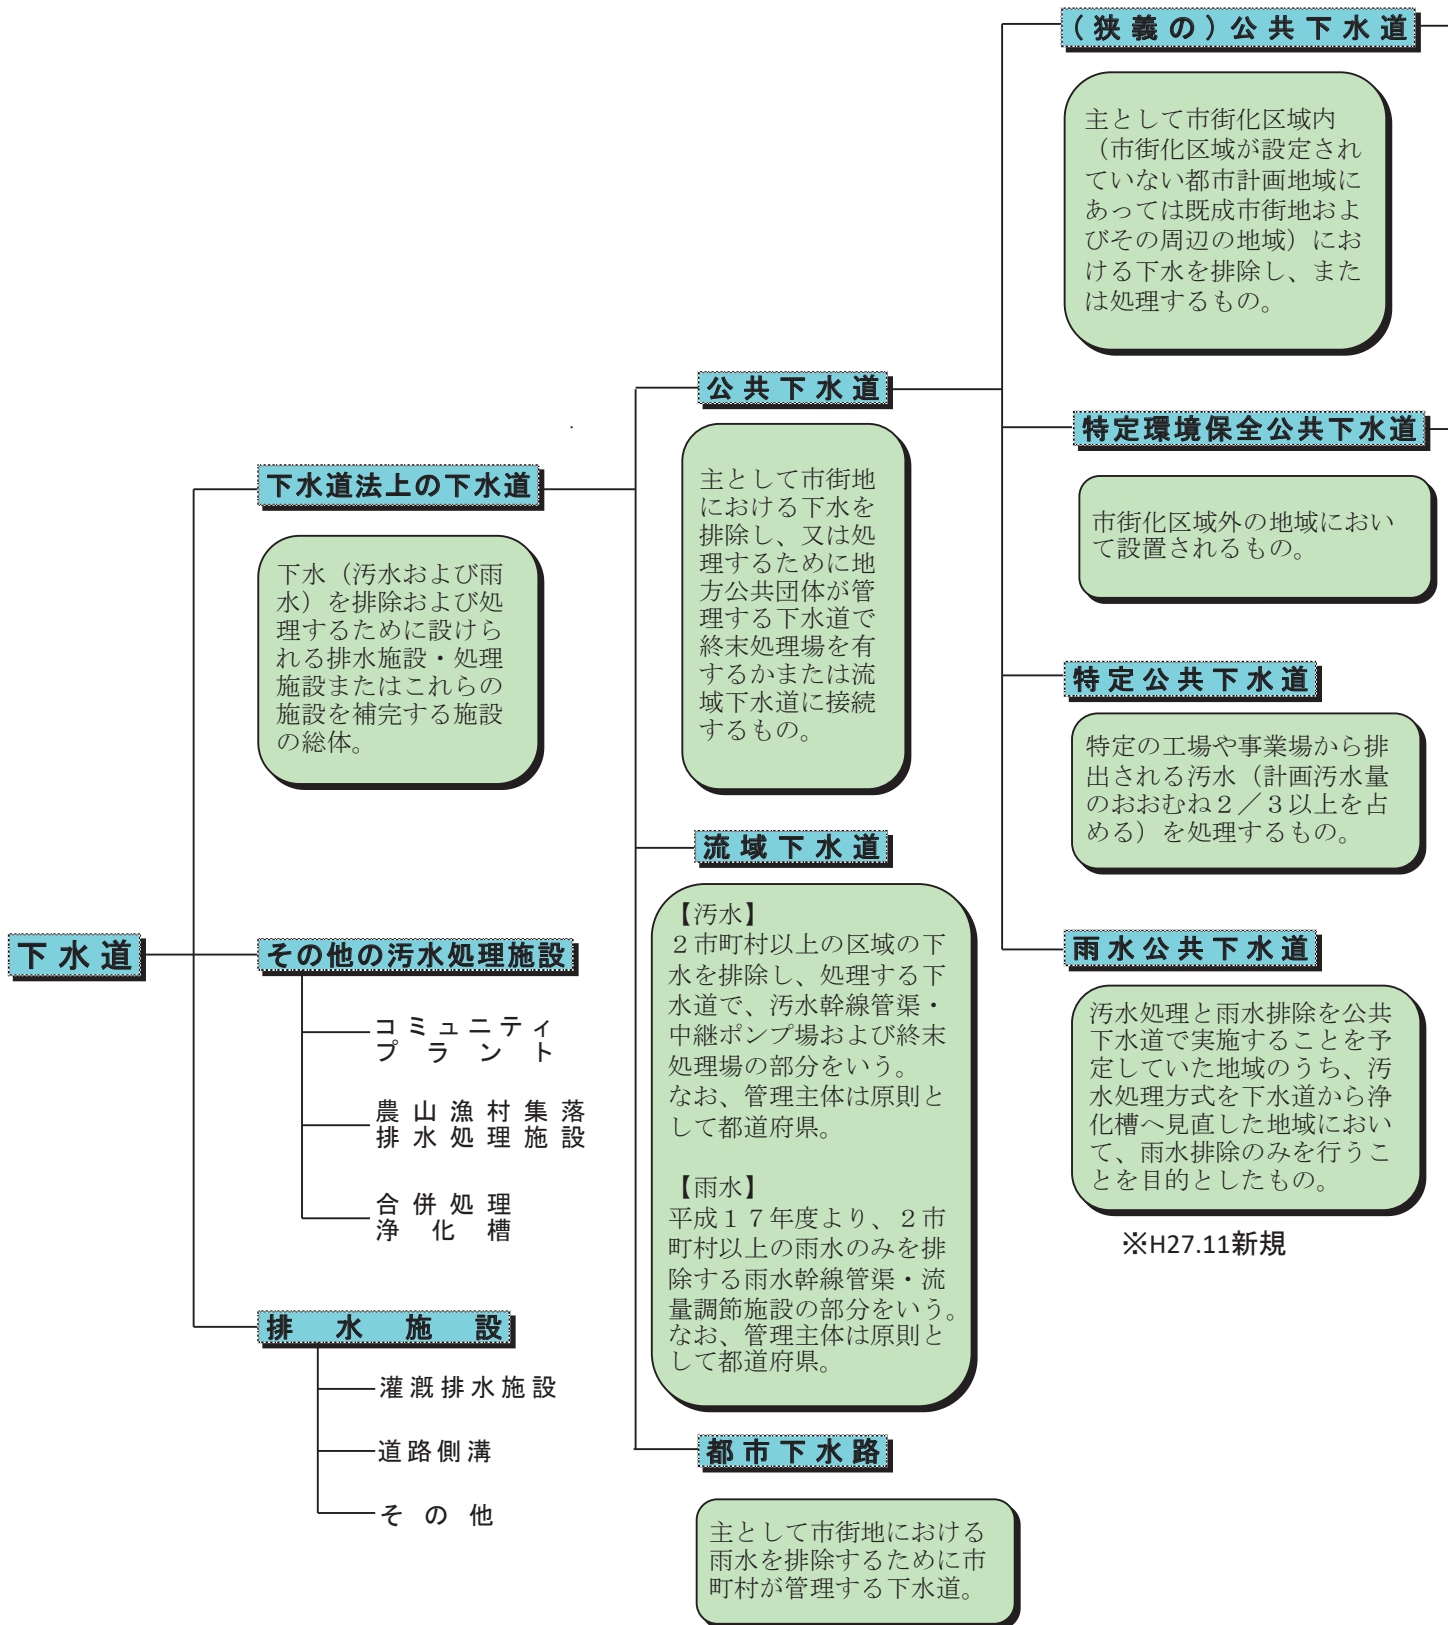 下水道
下水道法上の下水道
下水（汚水および雨
水）を排除および処
理するために設けら
れる排水施設・処理
施設またはこれらの
施設を補完する施設
の総体。
その他の汚水処理施設
コミュニティ
プラント
農山漁村集落
排水処理施設
合併処理
浄化槽
排水施設
灌漑排水施設
道路側溝
その他
公共下水道
主として市街地
における下水を
排除し、又は処
理するために地
方公共団体が管
理する下水道で
終末処理場を有
するかまたは流
域下水道に接続
するもの。
流域下水道
【汚水】
２市町村以上の区域の下
水を排除し、処理する下
水道で、汚水幹線管渠・
中継ポンプ場および終末
処理場の部分をいう。
なお、管理主体は原則と
して都道府県。
【雨水】
平成１７年度より、２市
町村以上の雨水のみを排
除する雨水幹線管渠・流
量調節施設の部分をいう。
なお、管理主体は原則と
して都道府県。
都市下水路
主として市街地における
雨水を排除するために市
町村が管理する下水道。
（狭義の）公共下水道
主として市街化区域内
（市街化区域が設定され
ていない都市計画地域に
あっては既成市街地およ
びその周辺の地域）にお
ける下水を排除し、また
は処理するもの。
特定環境保全公共下水道
市街化区域外の地域におい
て設置されるもの。
特定公共下水道
特定の工場や事業場から排
出される汚水（計画汚水量
のおおむね２／３以上を占
める）を処理するもの。
雨水公共下水道
汚水処理と雨水排除を公共
下水道で実施することを予
定していた地域のうち、汚
水処理方式を下水道から浄
化槽へ見直した地域におい
て、雨水排除のみを行うこ
とを目的としたもの。
※H27.11新規